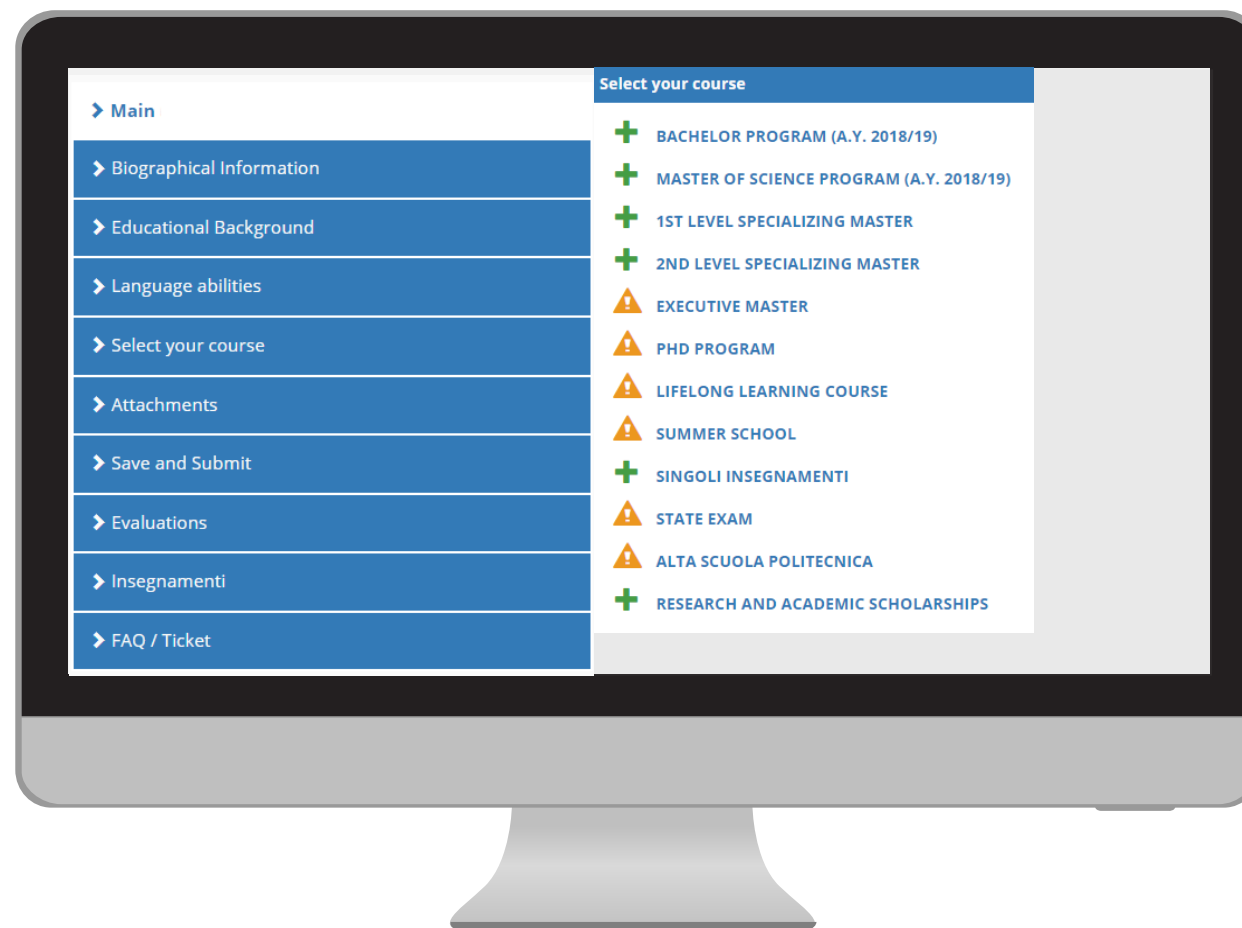 Main
Biographical Information
Educational Background
Language abilities
Select your course
Attachments
Save and Submit
Evaluations
Insegnamenti
FAQ / Ticket
Select your course
BACHELOR PROGRAM (A.Y. 2018/19)
MASTER OF SCIENCE PROGRAM (A.Y. 2018/19)
1ST LEVEL SPECIALIZING MASTER
2ND LEVEL SPECIALIZING MASTER
EXECUTIVE MASTER
PHD PROGRAM
LIFELONG LEARNING COURSE
SUMMER SCHOOL
SINGOLI INSEGNAMENTI
STATE EXAM
ALTA SCUOLA POLITECNICA
RESEARCH AND ACADEMIC SCHOLARSHIPS